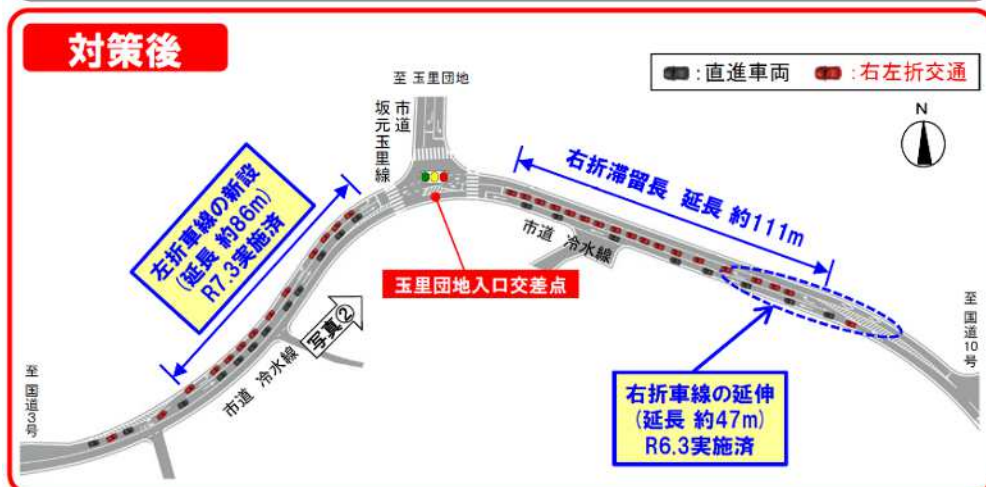 対策後
:直進車両
:右左折交通
至 玉里団地
市道
坂元玉里線
N
左折車線の新設
(延長 約86m)
R7.3実施済
右折滞留長 延長 約111m
市道 冷水線
玉里団地入口交差点
写真②
市道 冷水線
至 国道3号
至 国道10号
右折車線の延伸
(延長 約47m)
R6.3実施済